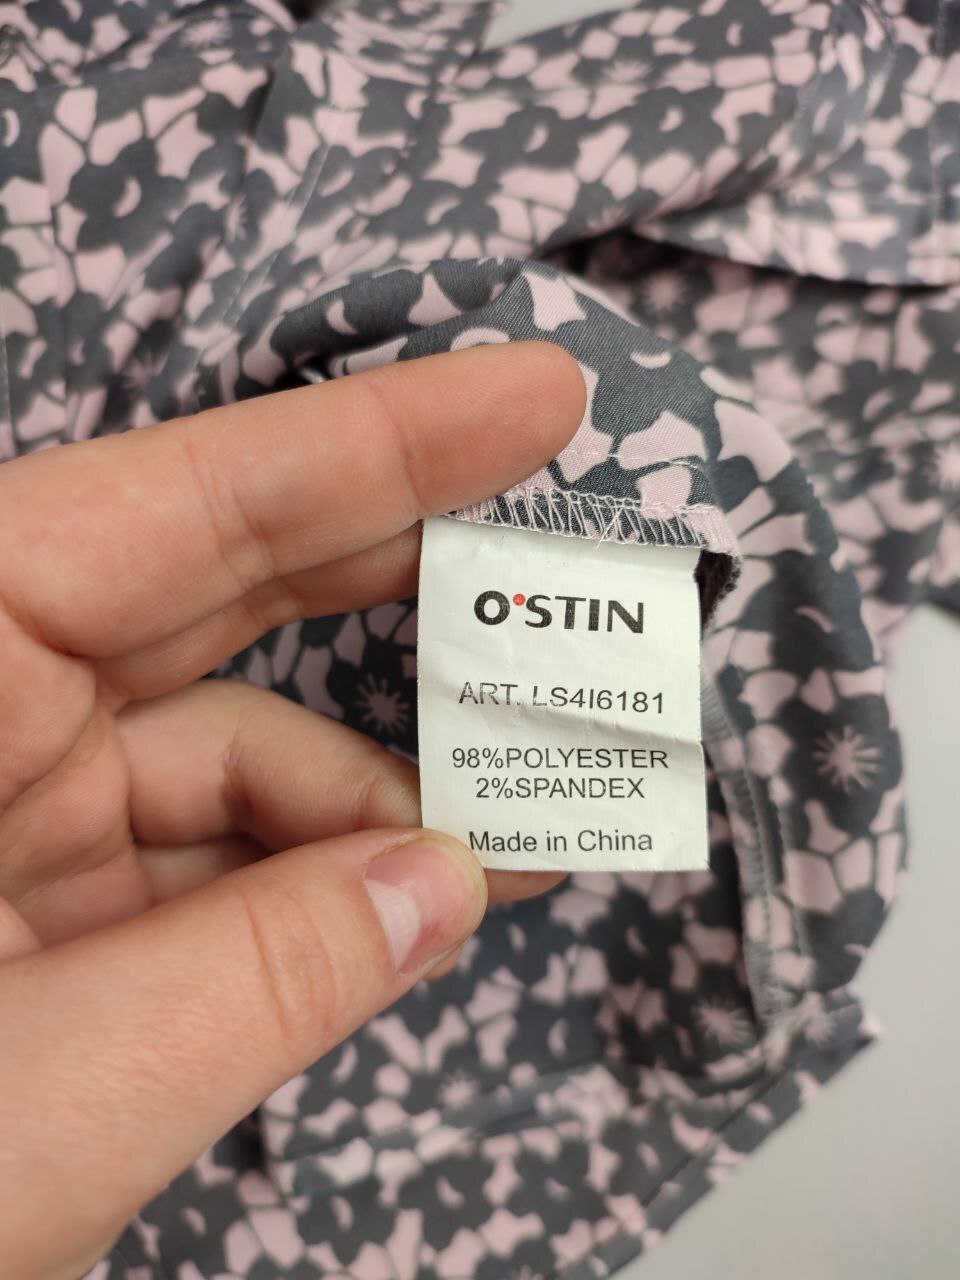 O'STIN
ART. LS4I6181
98%POLYESTER
2%SPANDEX
Made in China